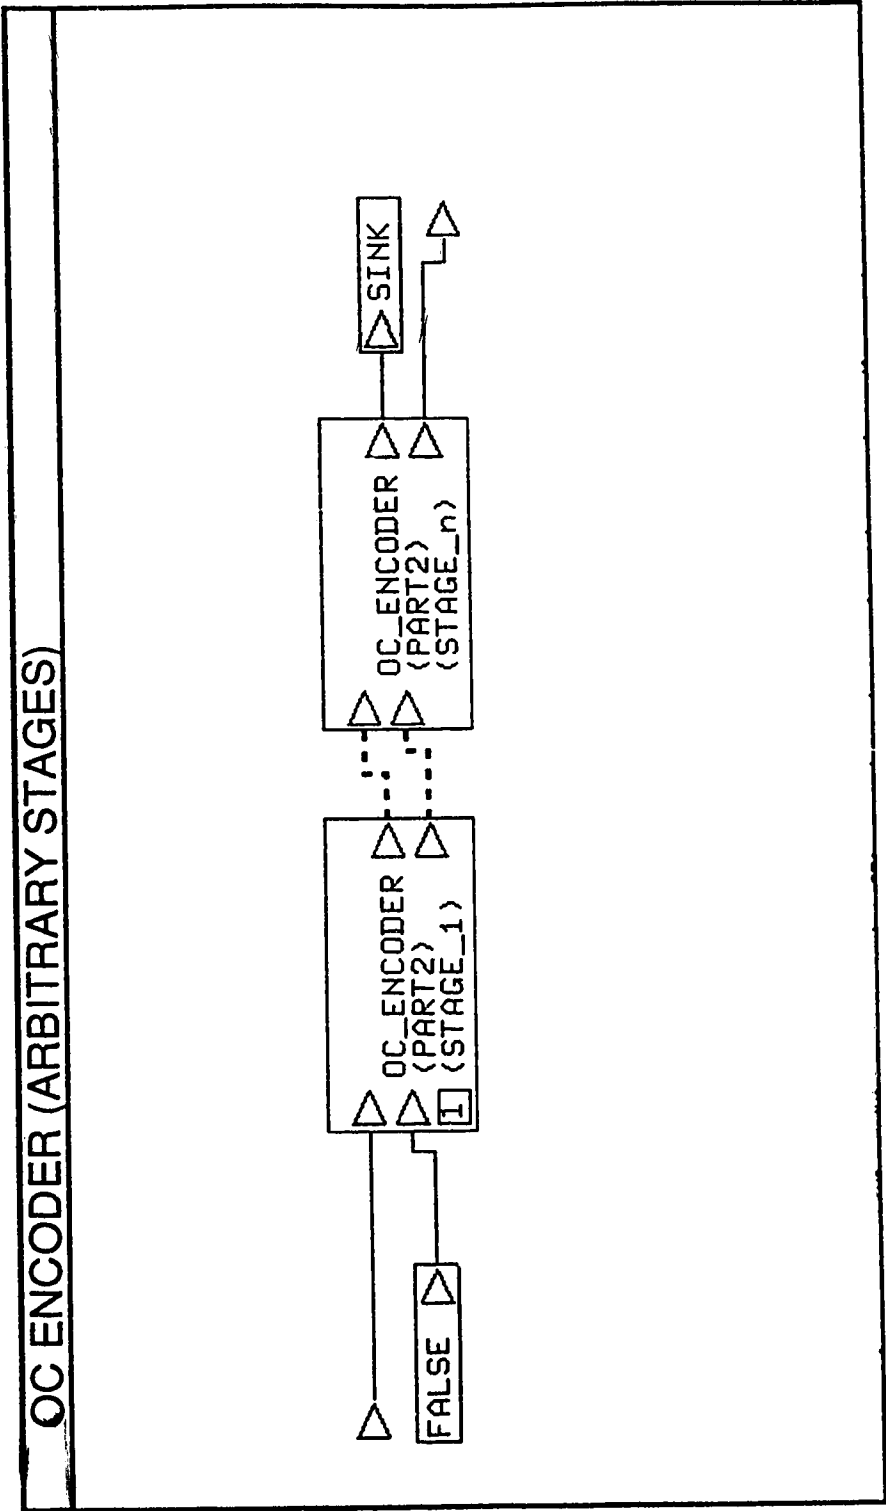 OC ENCODER (ARBITRARY STAGES)
FALSE
1
OC_ENCODER
(PART2)
(STAGE_1)
OC_ENCODER
(PART2)
(STAGE_n)
SINK